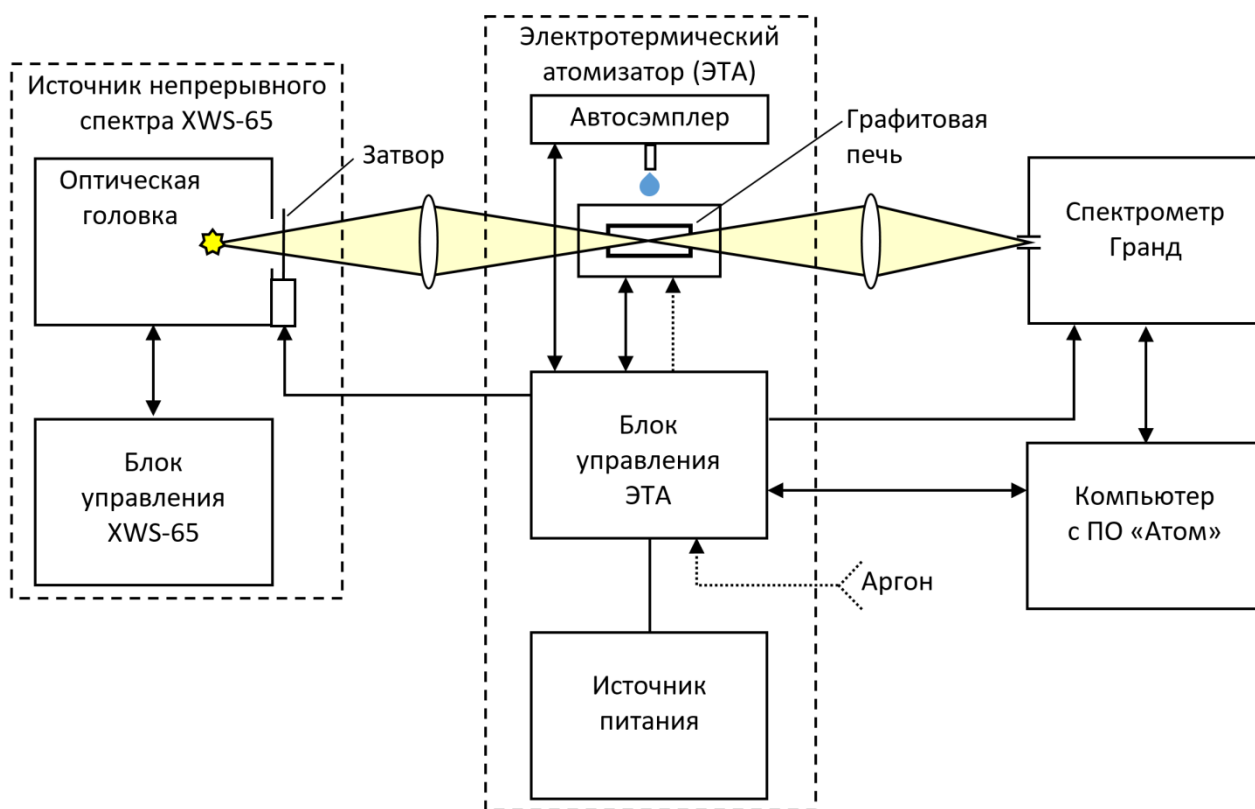 Электротермический
атомизатор (ЭТА)
Источник непрерывного
спектра XWS-65
Автосэмплер
Графитовая
печь
Затвор
Оптическая
головка
Спектрометр
Гранд
Блок
управления
XWS-65
Блок
управления
ЭТА
Компьютер
с ПО «Атом»
Аргон
Источник
питания